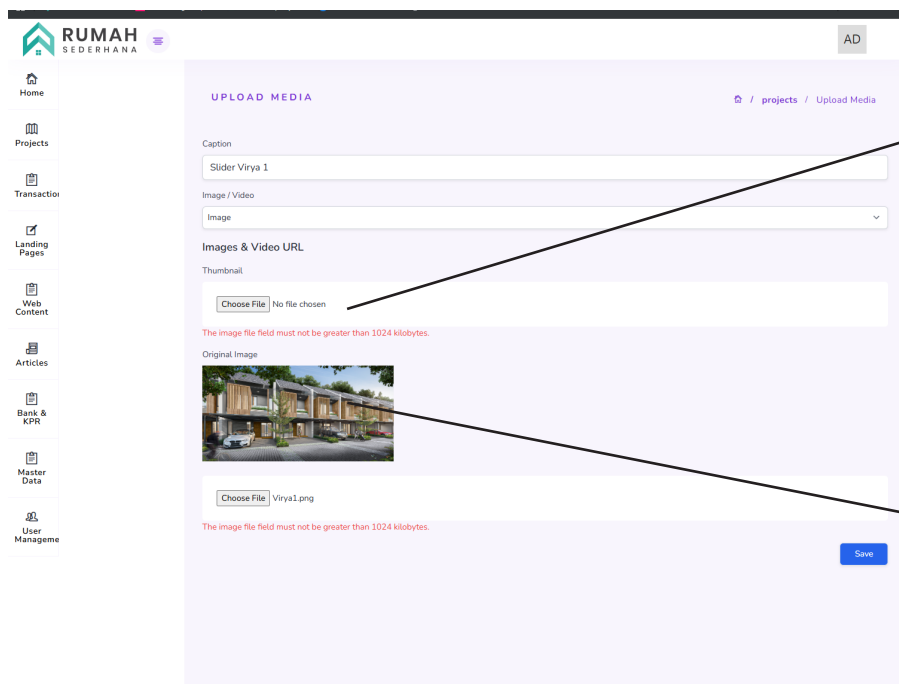 RUMAH
SEDERHANA
AD
Home
Projects
Transaction
Landing
Pages
Web
Content
Articles
Bank &
KPR
Master
Data
User
Manageme
UPLOAD MEDIA
/ projects / Upload Media
Caption
Slider Virya 1
Image / Video
Image
Images & Video URL
Thumbnail
Choose File No file chosen
The image file field must not be greater than 1024 kilobytes.
Original Image
Choose File Virya1.png
The image file field must not be greater than 1024 kilobytes.
Save